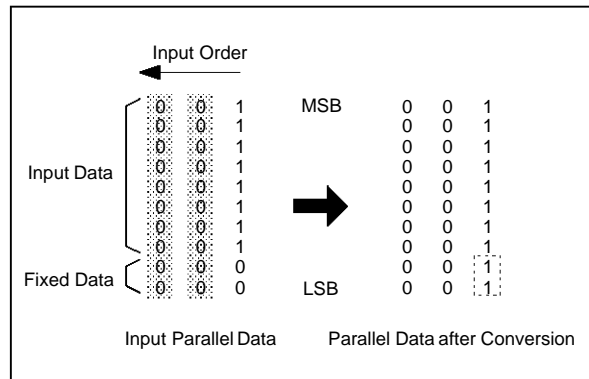 Input Order
0 0 1 MSB 0 0 1
0 0 1 0 0 1
0 0 1 0 0 1
0 0 1 0 0 1
Input Data 0 0 1 0 0 1
0 0 1 0 0 1
0 0 1 0 0 1
0 0 1 0 0 1
Fixed Data 0 0 0 0 0 1
0 0 0 LSB 0 0 1
Input Parallel Data Parallel Data after Conversion